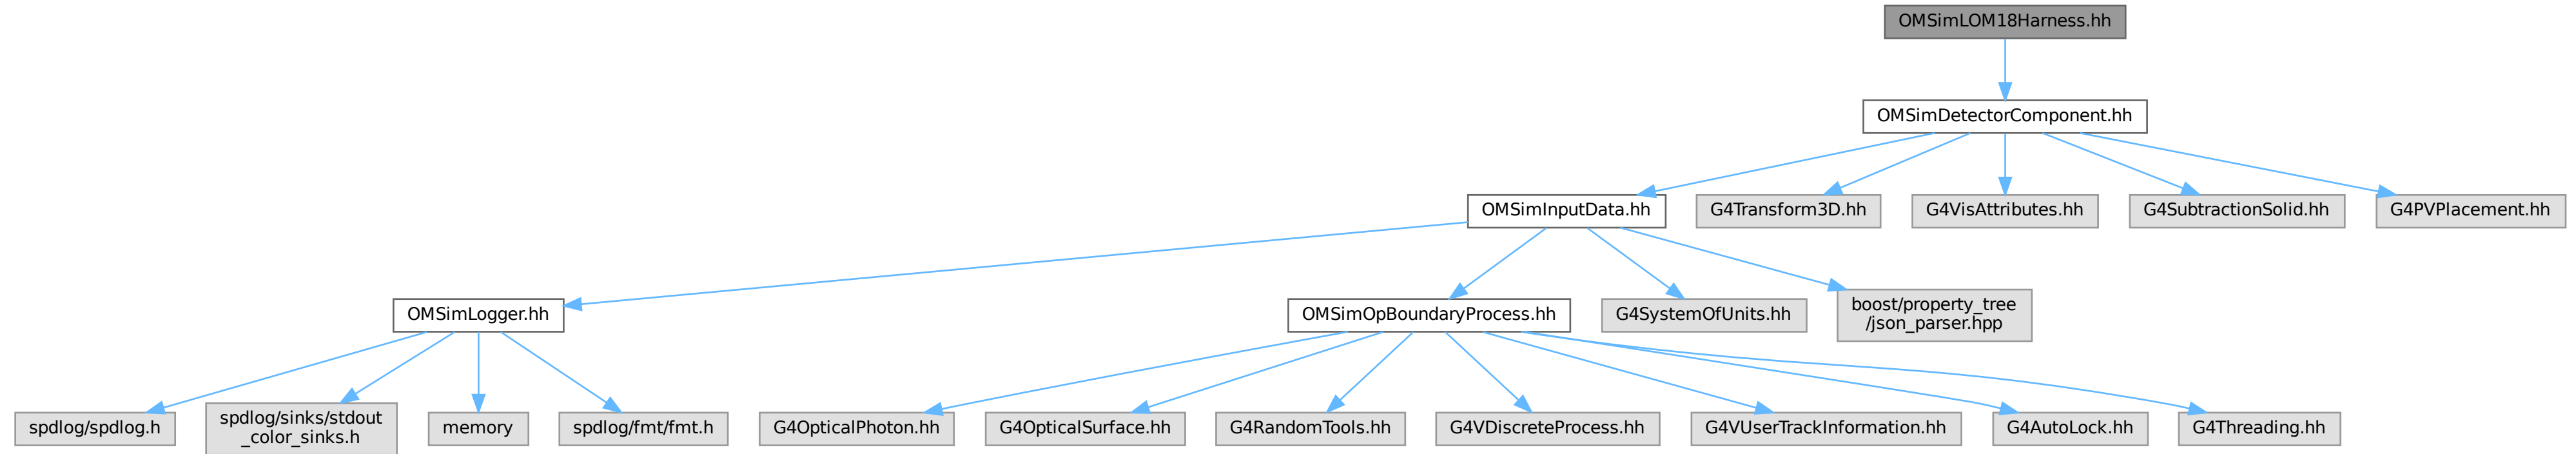 OMSimLOM18Harness.hh
OMSimDetectorComponent.hh
OMSimInputData.hh
G4Transform3D.hh
G4VisAttributes.hh
G4SubtractionSolid.hh
G4PVPlacement.hh
OMSimLogger.hh
OMSimOpBoundaryProcess.hh
G4SystemOfUnits.hh
boost/property_tree
/json_parser.hpp
spdlog/spdlog.h
spdlog/sinks/stdout
_color_sinks.h
memory
spdlog/fmt/fmt.h
G4OpticalPhoton.hh
G4OpticalSurface.hh
G4RandomTools.hh
G4VDiscreteProcess.hh
G4VUserTrackInformation.hh
G4AutoLock.hh
G4Threading.hh